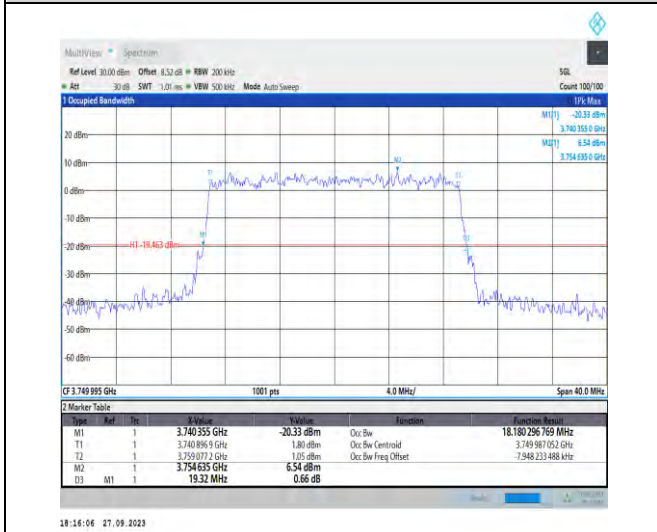 MultiView Spectrum
Ref Level 30.00 dBm Offset 8.52 dB RBW 200 kHz SGL
Att 30 dB SWT 1.01 ms VBW 500 kHz Mode Auto Sweep Count 100/100
1 Occupied Bandwidth 1Pk Max
M1[1] -20.33 dBm
3.740 355 0 GHz
M2[1] 6.54 dBm
3.754 635 0 GHz
20 dBm
10 dBm
0 dBm
-10 dBm
-20 dBm H1 -19.463 dBm
-30 dBm
-40 dBm
-50 dBm
-60 dBm
T1
M2
T2
M1
D3
CF 3.749 995 GHz 1001 pts 4.0 MHz/ Span 40.0 MHz
2 Marker Table
Type Ref Trc X-Value Y-Value Function Function Result
M1 1 3.740 355 GHz -20.33 dBm Occ Bw 18.180 296 769 MHz
T1 1 3.740 896 9 GHz 1.80 dBm Occ Bw Centroid 3.749 987 052 GHz
T2 1 3.759 077 2 GHz 1.05 dBm Occ Bw Freq Offset -7.948 233 488 kHz
M2 1 3.754 635 GHz 6.54 dBm
D3 M1 1 19.32 MHz 0.66 dB
18:16:06 27.09.2023